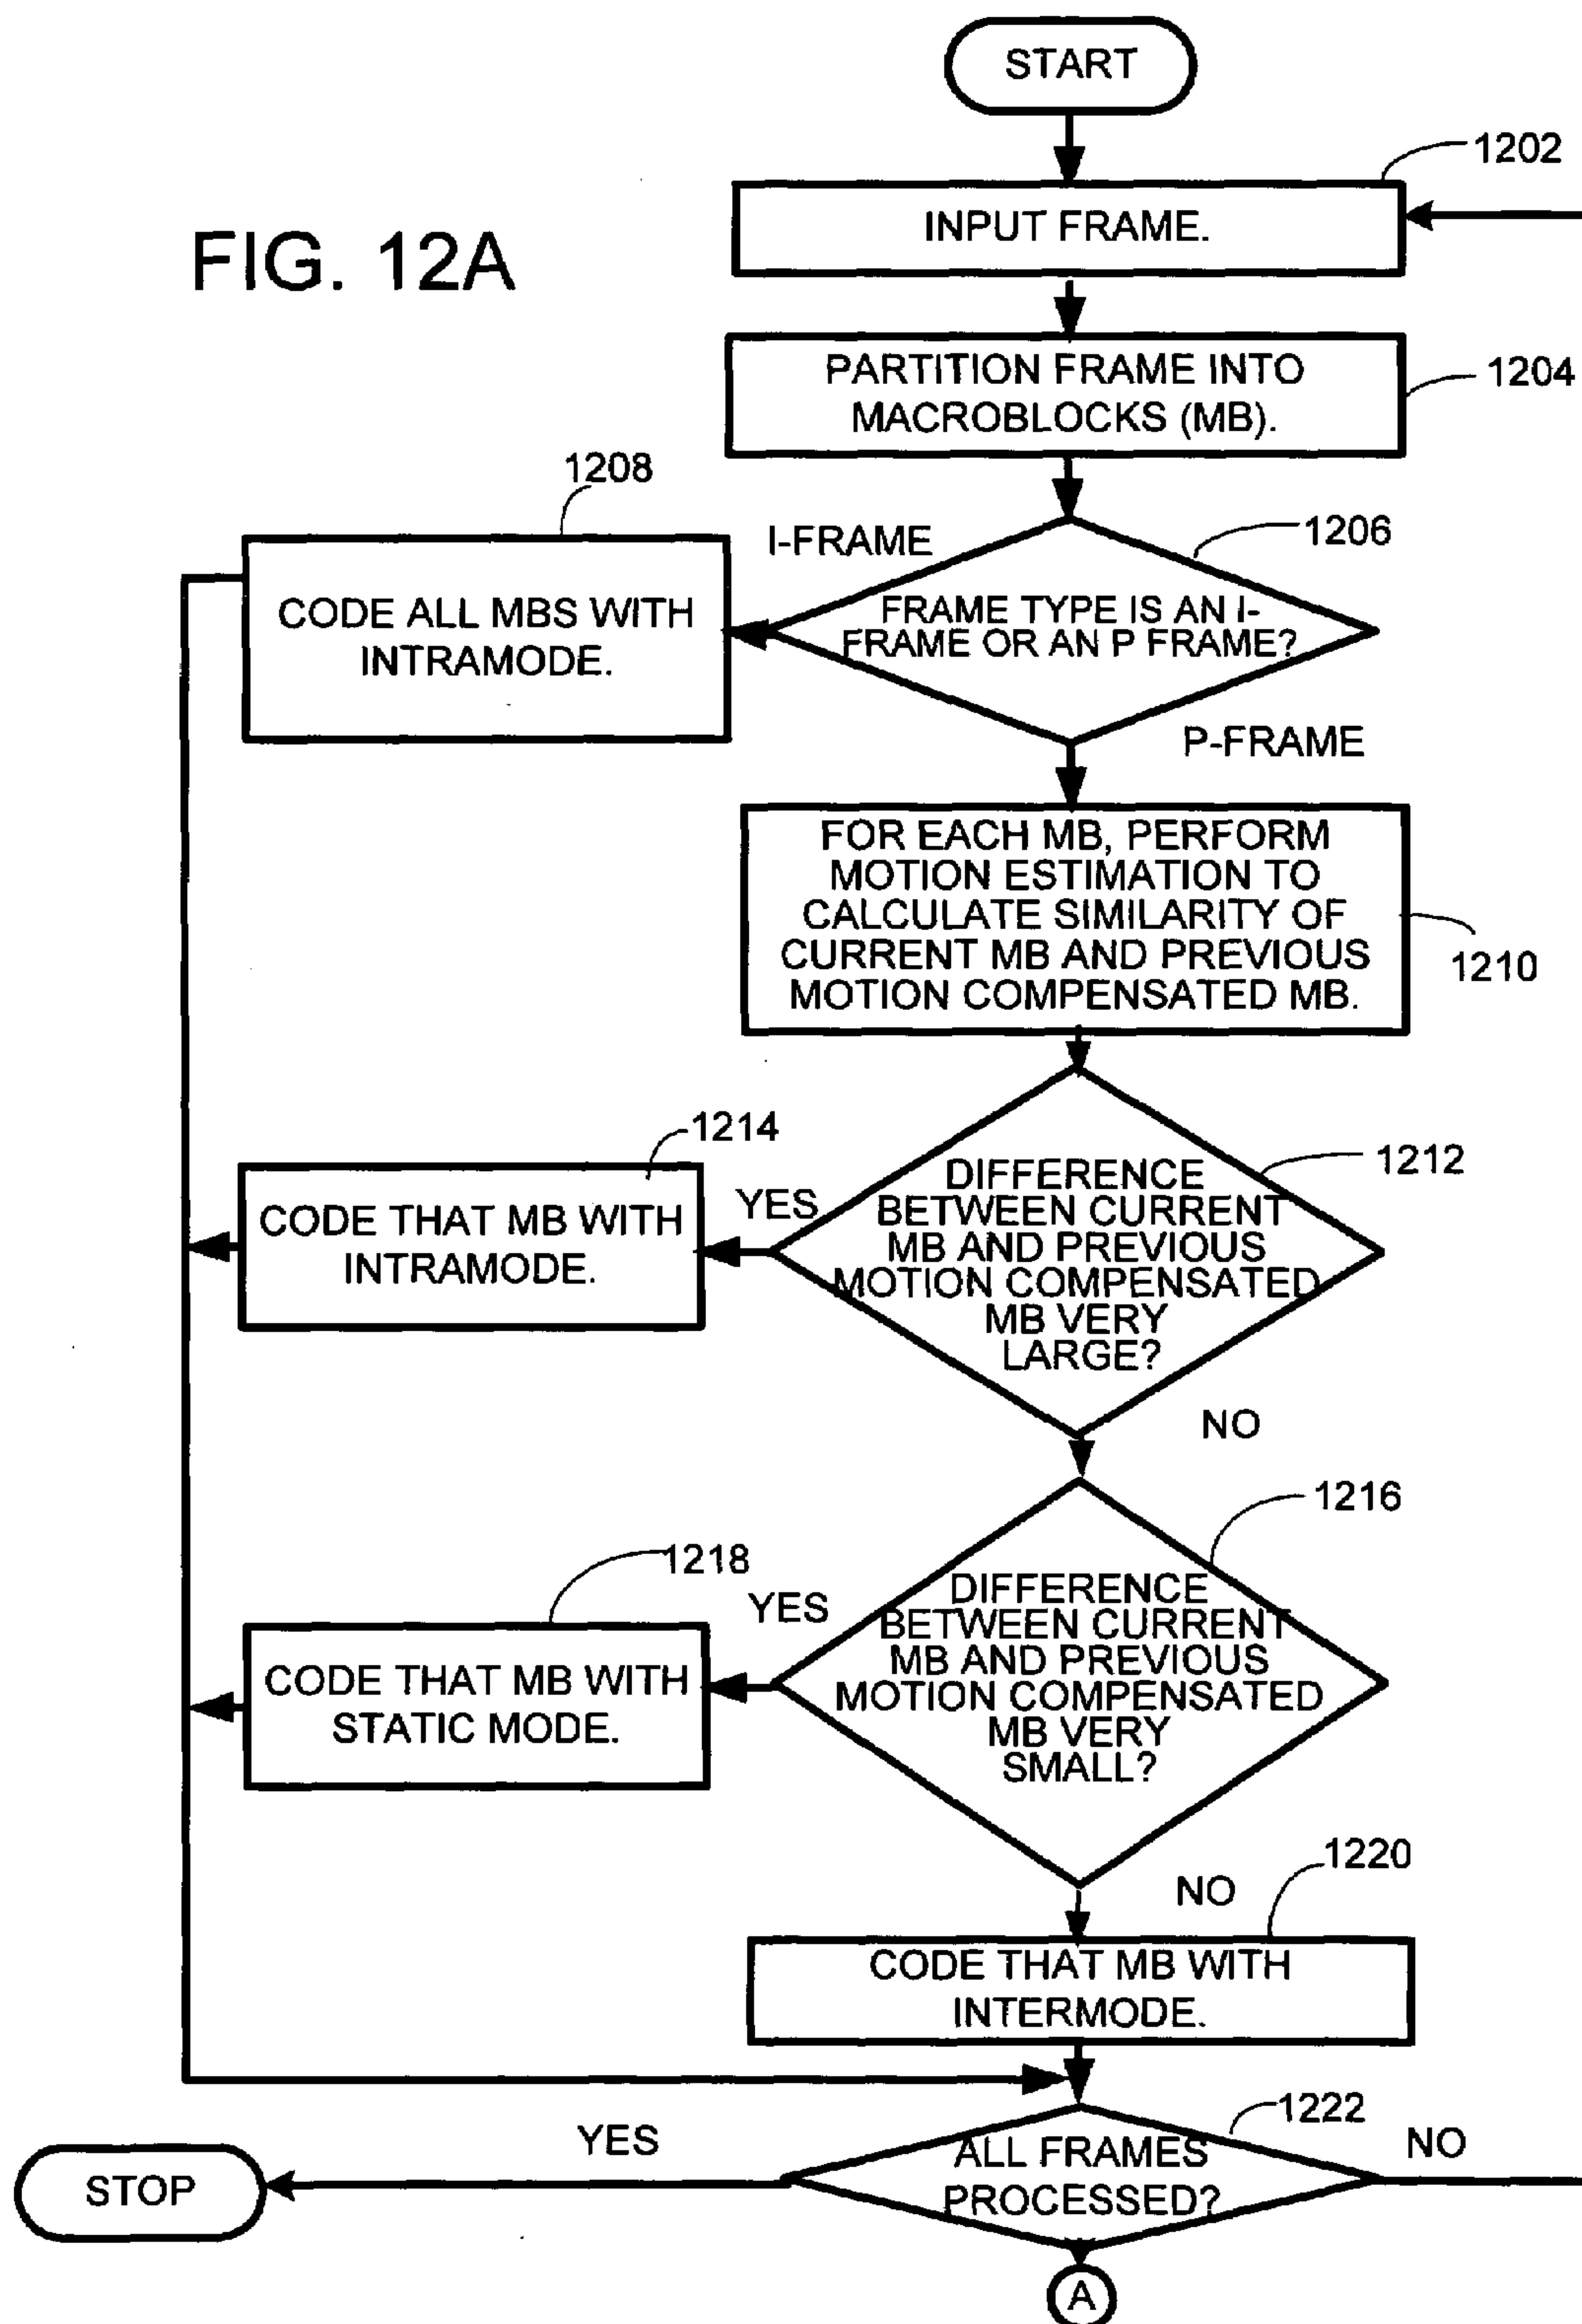 START
1202
INPUT FRAME.
FIG. 12A
PARTITION FRAME INTO
MACROBLOCKS (MB).
1204
1208
I-FRAME
1206
CODE ALL MBS WITH
INTRAMODE.
FRAME TYPE IS AN I-
FRAME OR AN P FRAME?
P-FRAME
FOR EACH MB, PERFORM
MOTION ESTIMATION TO
CALCULATE SIMILARITY OF
CURRENT MB AND PREVIOUS
MOTION COMPENSATED MB.
1210
1214
1212
YES
CODE THAT MB WITH
INTRAMODE.
DIFFERENCE
BETWEEN CURRENT
MB AND PREVIOUS
MOTION COMPENSATED
MB VERY
LARGE?
NO
1216
1218
YES
CODE THAT MB WITH
STATIC MODE.
DIFFERENCE
BETWEEN CURRENT
MB AND PREVIOUS
MOTION COMPENSATED
MB VERY
SMALL?
1220
NO
CODE THAT MB WITH
INTERMODE.
1222
YES
NO
STOP
ALL FRAMES
PROCESSED?
A